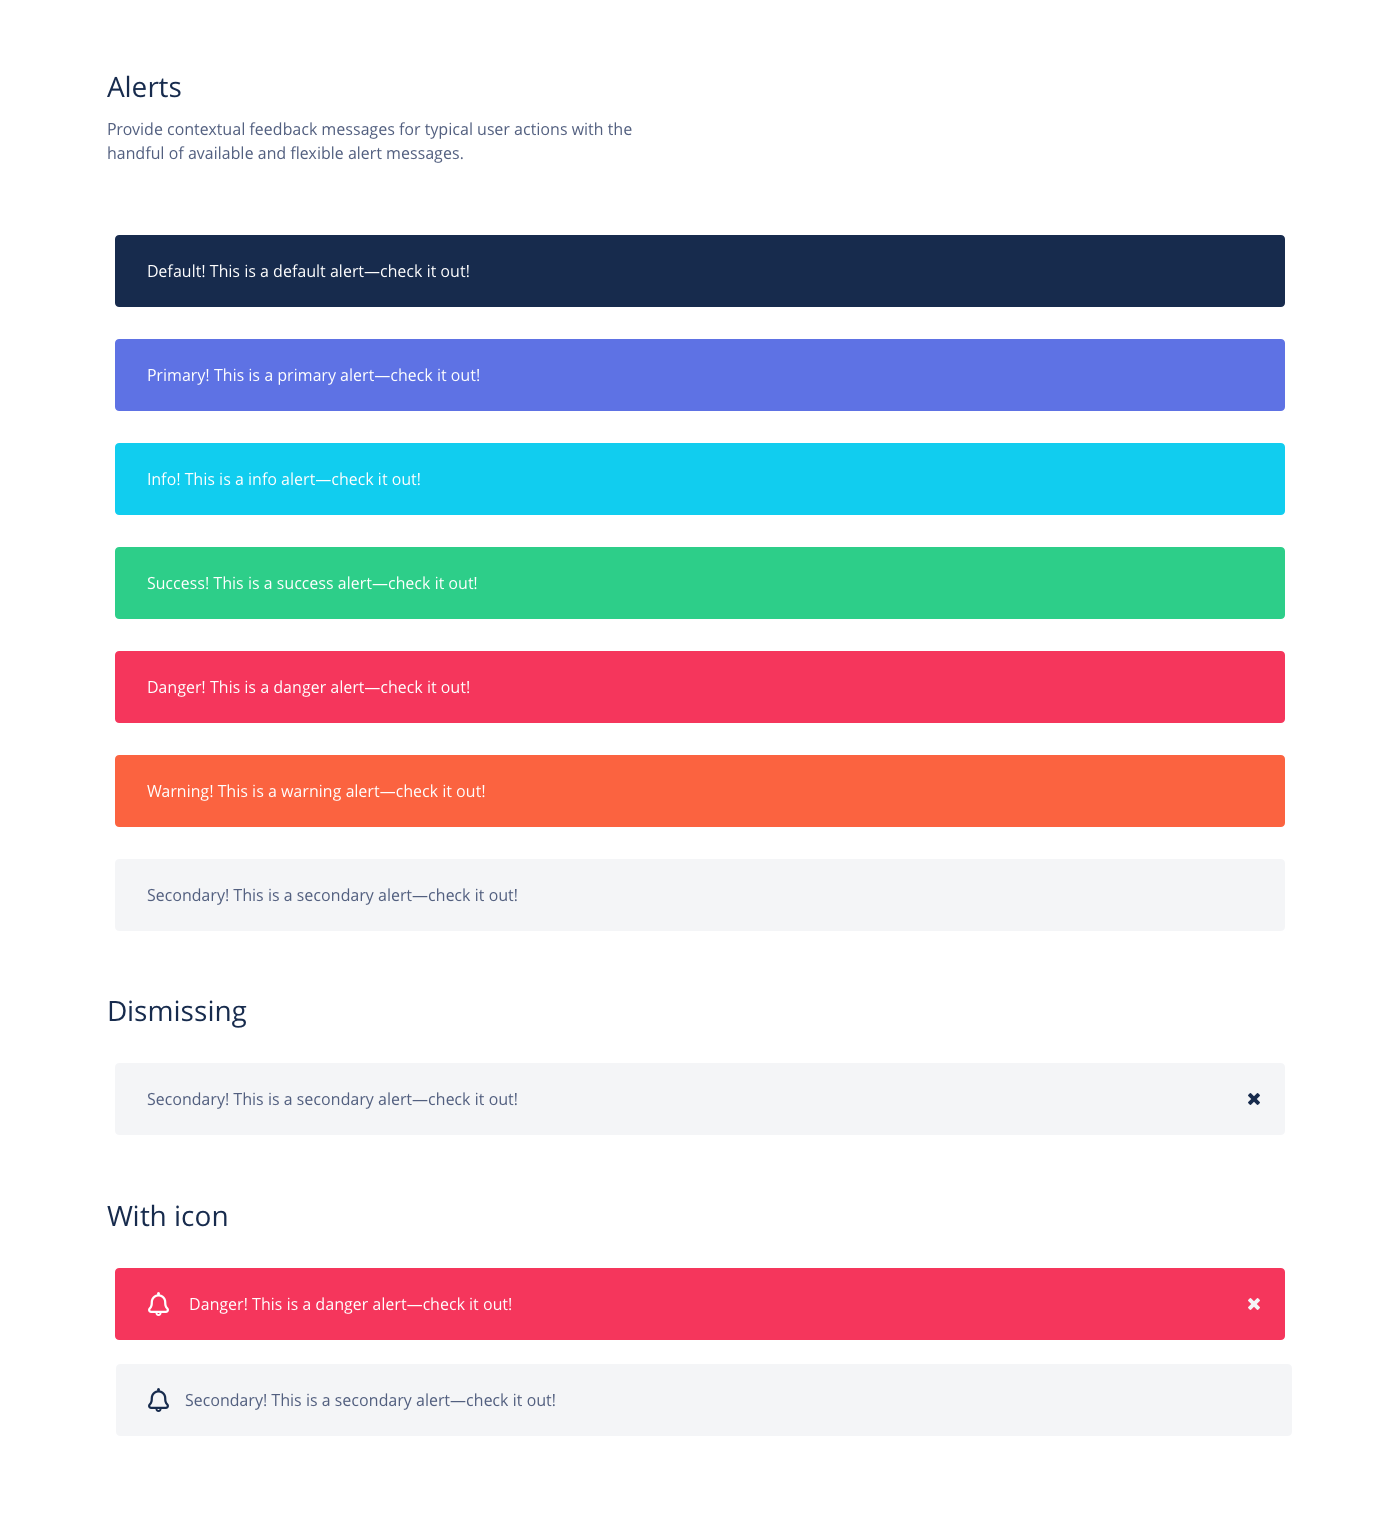 Alerts
Provide contextual feedback messages for typical user actions with the
handful of available and flexible alert messages.
Default! This is a default alert—check it out!
Primary! This is a primary alert—check it out!
Info! This is a info alert—check it out!
Success! This is a success alert—check it out!
Danger! This is a danger alert—check it out!
Warning! This is a warning alert—check it out!
Secondary! This is a secondary alert—check it out!
Dismissing
Secondary! This is a secondary alert—check it out!
With icon
Danger! This is a danger alert—check it out!
Secondary! This is a secondary alert—check it out!